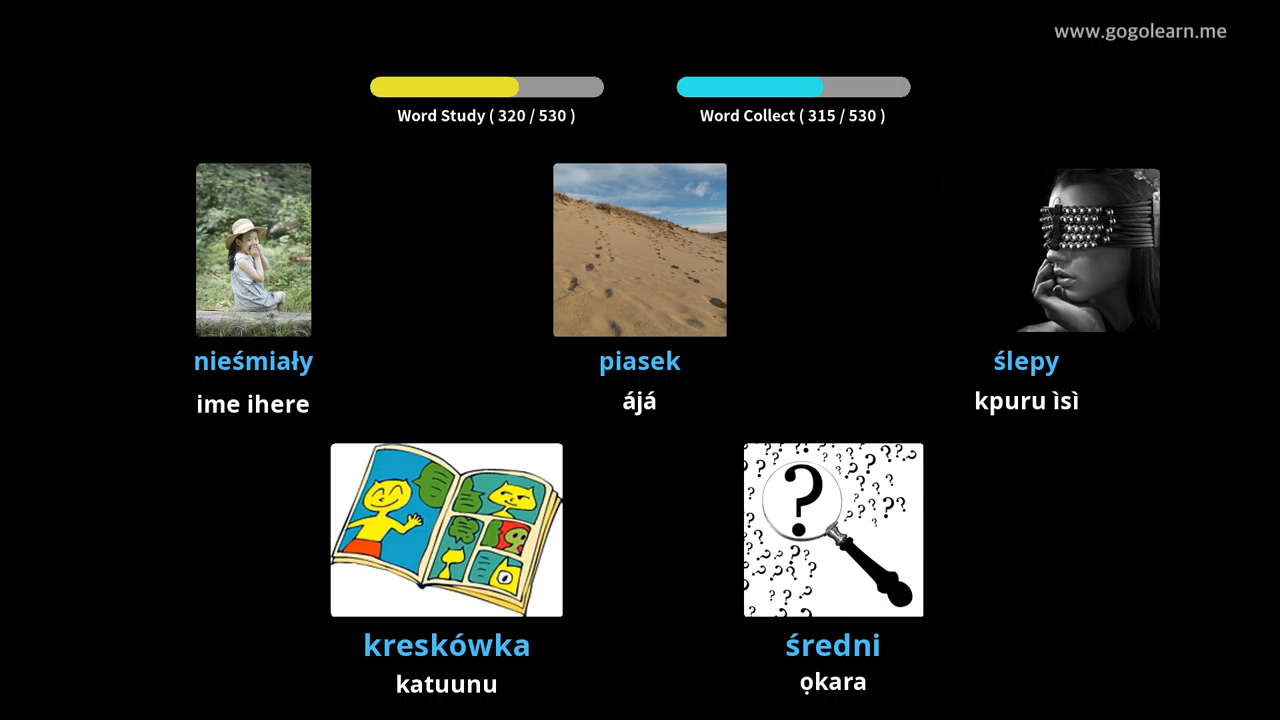 www.gogolearn.me
Word Study ( 320 / 530 )
Word Collect ( 315 / 530 )
nieśmiały
ime ihere
piasek
ájá
ślepy
kpuru ìsì
kreskówka
katuunu
średni
ọkara